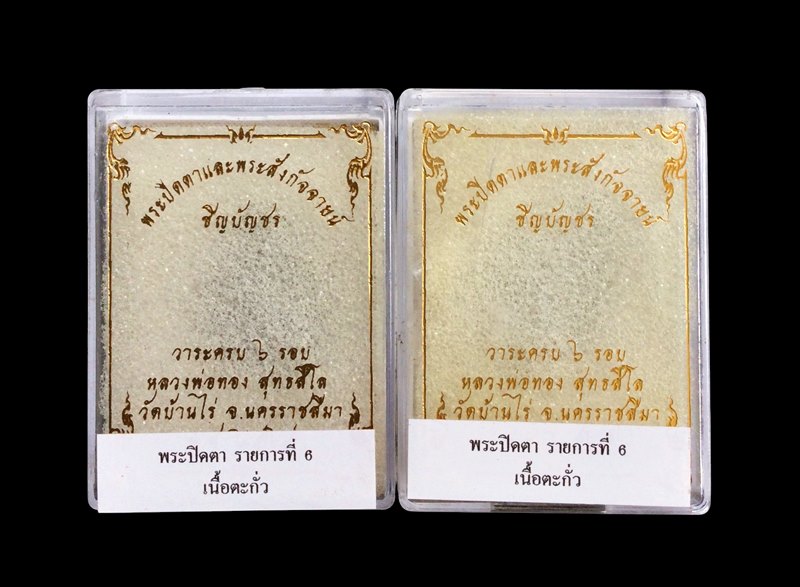 พระปิดตาและพระสังกัจจายน์
ชินบัญชร
วาระครบ ๖ รอบ
หลวงพ่อทอง สุทธสีโล
วัดบ้านไร่ จ.นครราชสีมา
พระปิดตา รายการที่ 6
เนื้อตะกั่ว
พระปิดตาและพระสังกัจจายน์
ชินบัญชร
วาระครบ ๖ รอบ
หลวงพ่อทอง สุทธสีโล
วัดบ้านไร่ จ.นครราชสีมา
พระปิดตา รายการที่ 6
เนื้อตะกั่ว